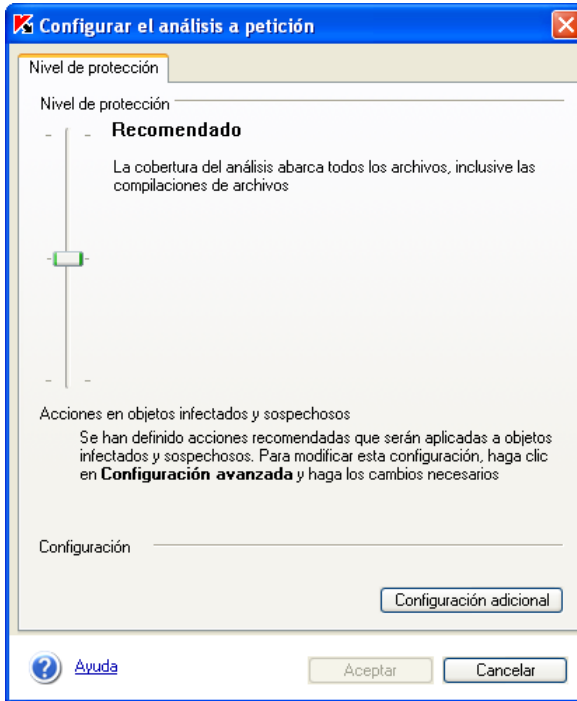 Configurar el análisis a petición
Nivel de protección
Nivel de protección
Recomendado
La cobertura del análisis abarca todos los archivos, inclusive las
compilaciones de archivos
Acciones en objetos infectados y sospechosos
Se han definido acciones recomendadas que serán aplicadas a objetos
infectados y sospechosos. Para modificar esta configuración, haga clic
en Configuración avanzada y haga los cambios necesarios
Configuración
Configuración adicional
Ayuda
Aceptar
Cancelar